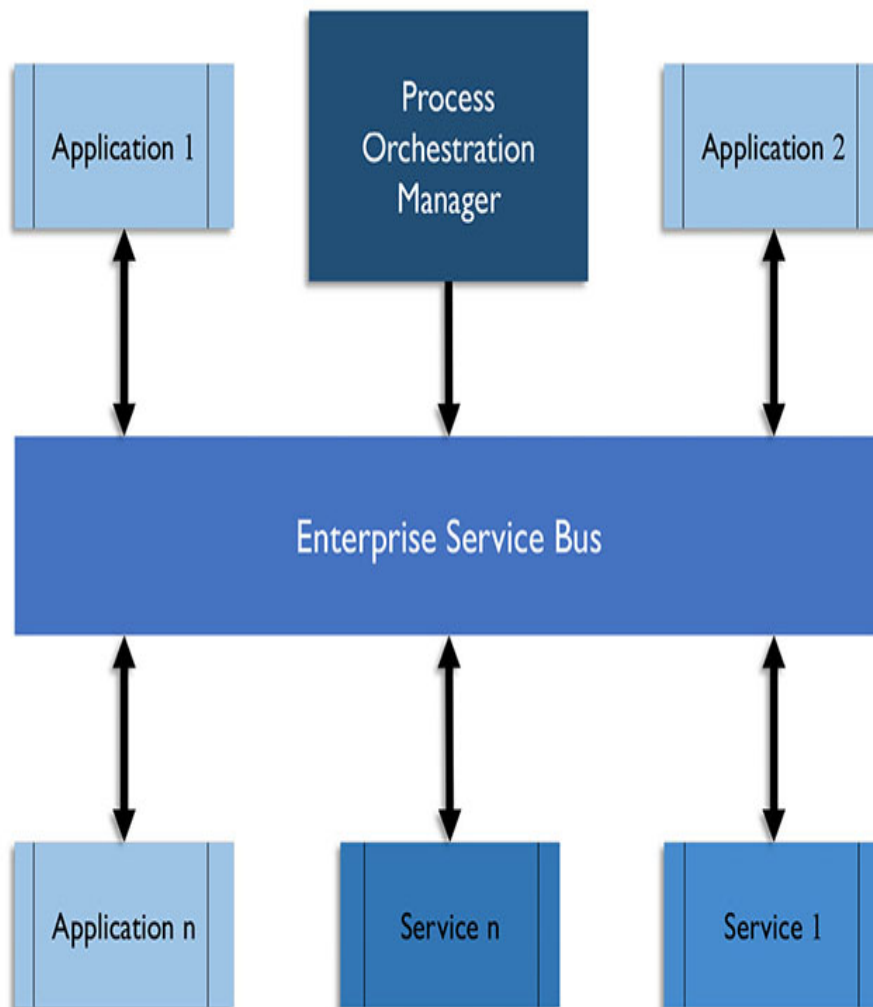 Application 1
Process
Orchestration
Manager
Application 2
Enterprise Service Bus
Application n
Service n
Service 1